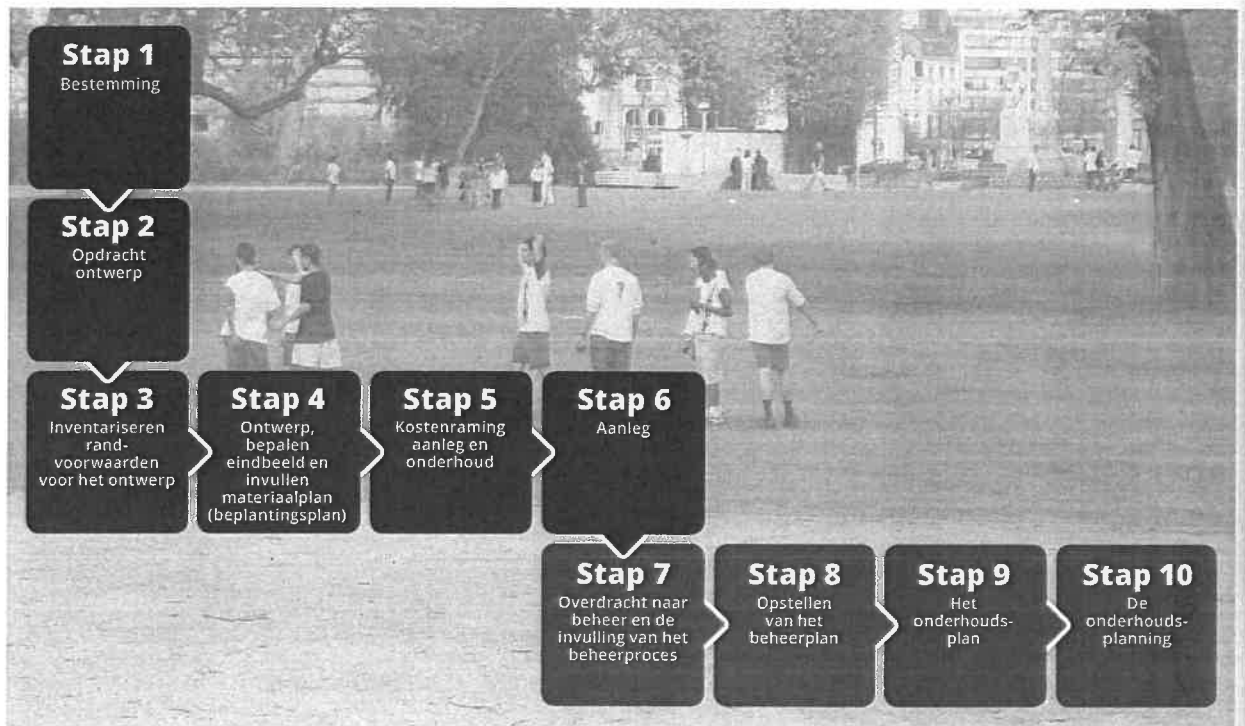 Stap 1
Bestemming
Stap 2
Opdracht
ontwerp
Stap 3
Inventariseren
rand-
voorwaarden
voor het ontwerp
Stap 4
Ontwerp,
bepalen
eindbeeld en
invullen
materiaalplan
(beplantingsplan)
Stap 5
Kostenraming
aanleg en
onderhoud
Stap 6
Aanleg
Stap 7
Overdracht naar
beheer en de
invulling van het
beheerproces
Stap 8
Opstellen
van het
beheerplan
Stap 9
Het
onderhouds-
plan
Stap 10
De
onderhouds-
planning